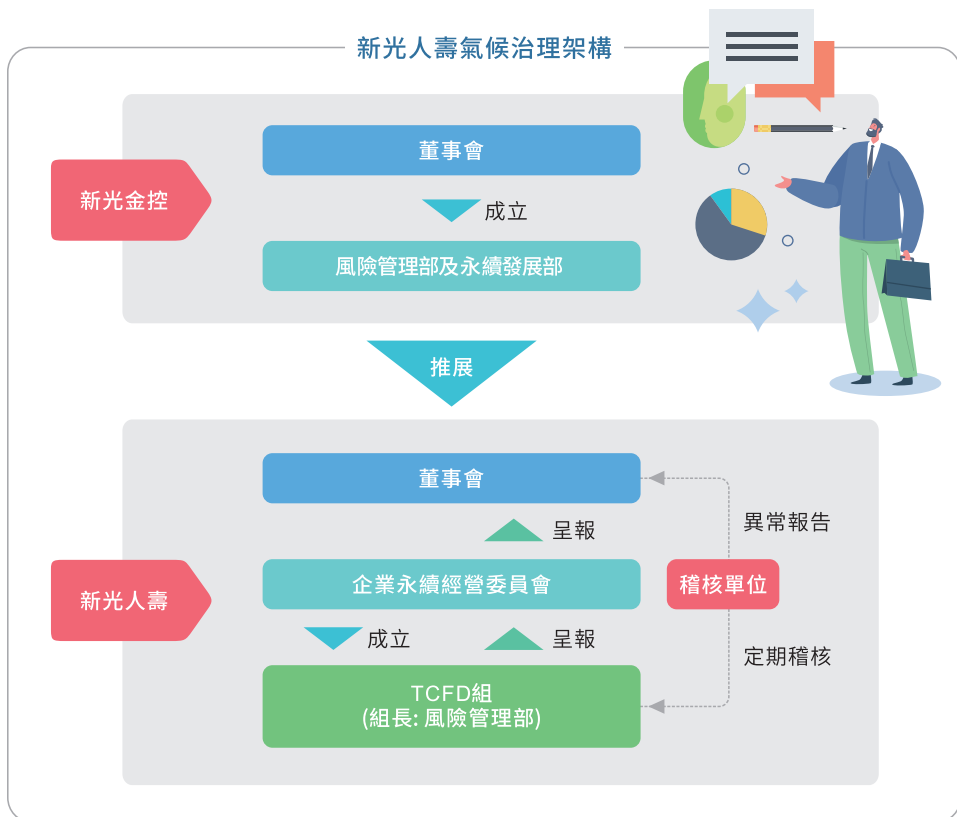 新光人壽氣候治理架構
新光金控
董事會
成立
風險管理部及永續發展部
推展
新光人壽
董事會
呈報
異常報告
企業永續經營委員會
稽核單位
成立
呈報
定期稽核
TCFD組
(組長: 風險管理部)